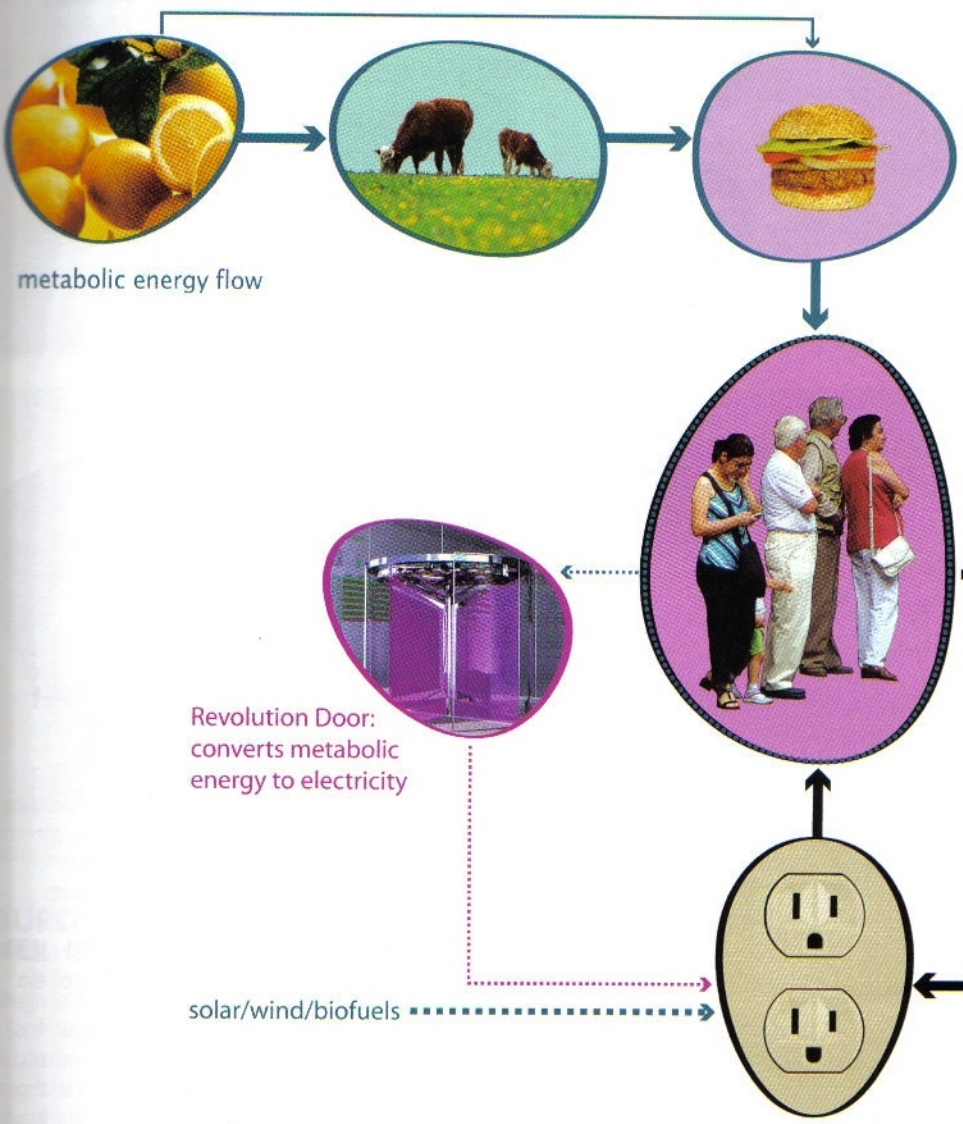 metabolic energy flow
Revolution Door:
converts metabolic
energy to electricity
solar/wind/biofuels